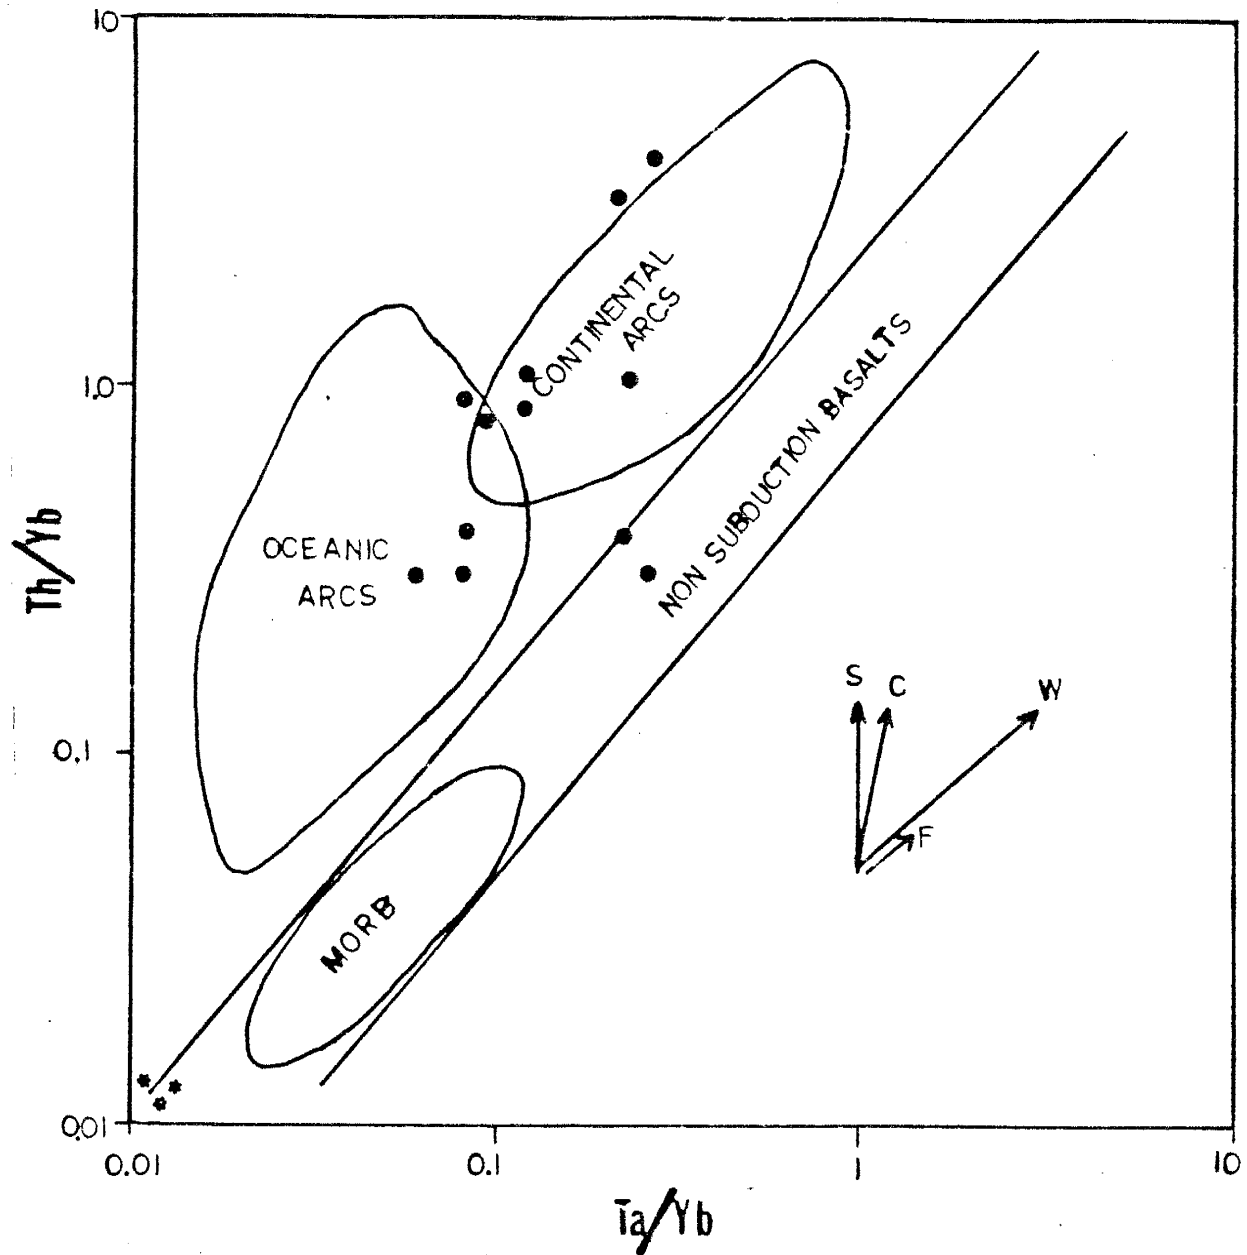 10
1.0
0.1
0.01
Th/Yb
CONTINENTAL
ARCS
OCEANIC
ARCS
NON SUBDUCTION BASALTS
MORB
S
C
W
F
0.01
0.1
1
10
Ta/Yb